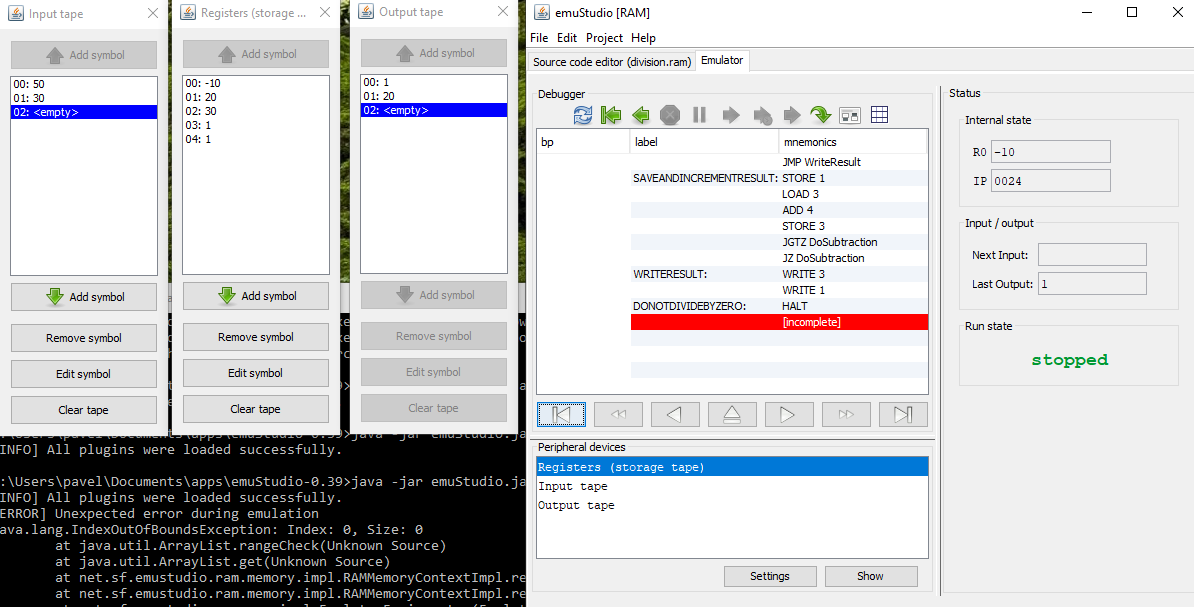 Input tape
Add symbol
00: 50
01: 30
02: <empty>
Add symbol
Remove symbol
Edit symbol
Clear tape
Registers (storage ...
Add symbol
00: -10
01: 20
02: 30
03: 1
04: 1
Add symbol
Remove symbol
Edit symbol
Clear tape
Output tape
Add symbol
00: 1
01: 20
02: <empty>
Add symbol
Remove symbol
Edit symbol
Clear tape
:\Users\pavel\Documents\apps\emuStudio-0.39>java -jar emuStudio.ja
INFO] All plugins were loaded successfully.
:\Users\pavel\Documents\apps\emuStudio-0.39>java -jar emuStudio.ja
INFO] All plugins were loaded successfully.
ERROR] Unexpected error during emulation
ava.lang.IndexOutOfBoundsException: Index: 0, Size: 0
at java.util.ArrayList.rangeCheck(Unknown Source)
at java.util.ArrayList.get(Unknown Source)
at net.sf.emustudio.ram.memory.impl.RAMMemoryContextImpl.re
at net.sf.emustudio.ram.memory.impl.RAMMemoryContextImpl.re
emuStudio [RAM]
File Edit Project Help
Source code editor (division.ram) Emulator
Debugger
bp label mnemonics
JMP WriteResult
SAVEANDINCREMENTRESULT: STORE 1
LOAD 3
ADD 4
STORE 3
JGTZ DoSubtraction
JZ DoSubtraction
WRITERESULT: WRITE 3
WRITE 1
DONOTDIVIDEBYZERO: HALT
[incomplete]
Peripheral devices
Registers (storage tape)
Input tape
Output tape
Settings Show
Status
Internal state
R0 -10
IP 0024
Input / output
Next Input:
Last Output: 1
Run state
stopped